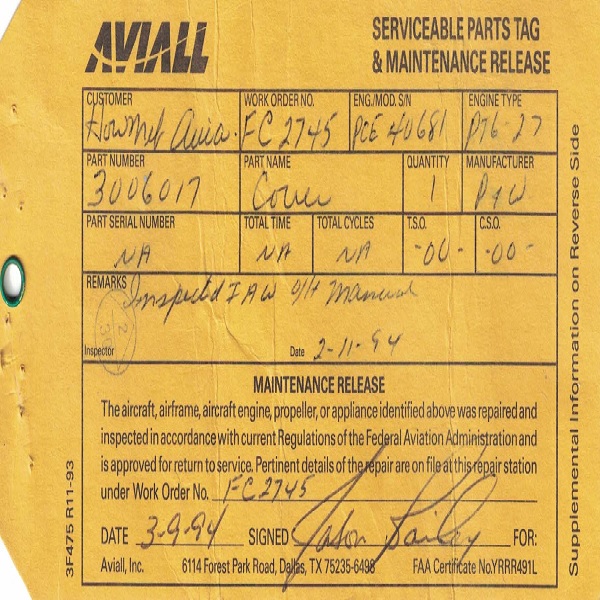 AVIALL
SERVICEABLE PARTS TAG
& MAINTENANCE RELEASE
CUSTOMER WORK ORDER NO. ENG./MOD. S/N ENGINE TYPE
Howmet Avia. FC2745 PCE 40681 PT6-27
PART NUMBER PART NAME QUANTITY MANUFACTURER
3006017 Cover 1 P&W
PART SERIAL NUMBER TOTAL TIME TOTAL CYCLES T.S.O. C.S.O.
NA NA NA -00- -00-
REMARKS Inspected IAW O/H Manual
Inspector Date 2-11-94
MAINTENANCE RELEASE
The aircraft, airframe, aircraft engine, propeller, or appliance identified above was repaired and
inspected in accordance with current Regulations of the Federal Aviation Administration and
is approved for return to service. Pertinent details of the repair are on file at this repair station
under Work Order No. FC2745
DATE 3-9-94 SIGNED Jason Bailey FOR:
Aviall, Inc. 6114 Forest Park Road, Dallas, TX 75235-6498 FAA Certificate No.YRRR491L
3F475 R11-93
Supplemental Information on Reverse Side